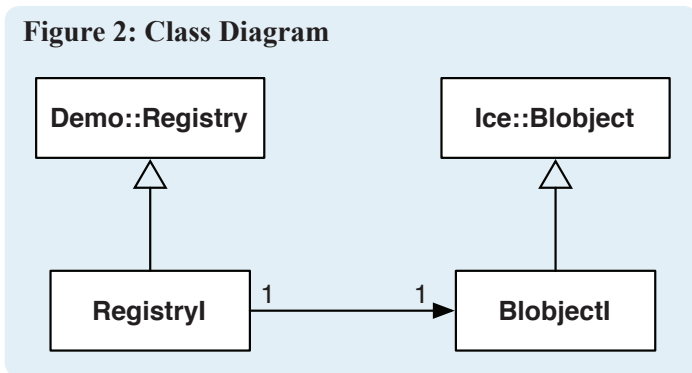 Figure 2: Class Diagram
Demo::Registry
Ice::Blobject
1
1
RegistryI
BlobjectI